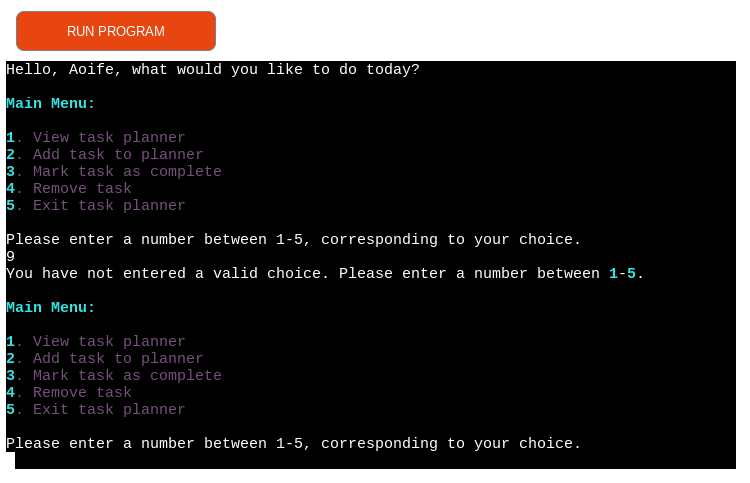 RUN PROGRAM
Hello, Aoife, what would you like to do today?
Main Menu:
1. View task planner
2. Add task to planner
3. Mark task as complete
4. Remove task
5. Exit task planner
Please enter a number between 1-5, corresponding to your choice.
9
You have not entered a valid choice. Please enter a number between 1-5.
Main Menu:
1. View task planner
2. Add task to planner
3. Mark task as complete
4. Remove task
5. Exit task planner
Please enter a number between 1-5, corresponding to your choice.